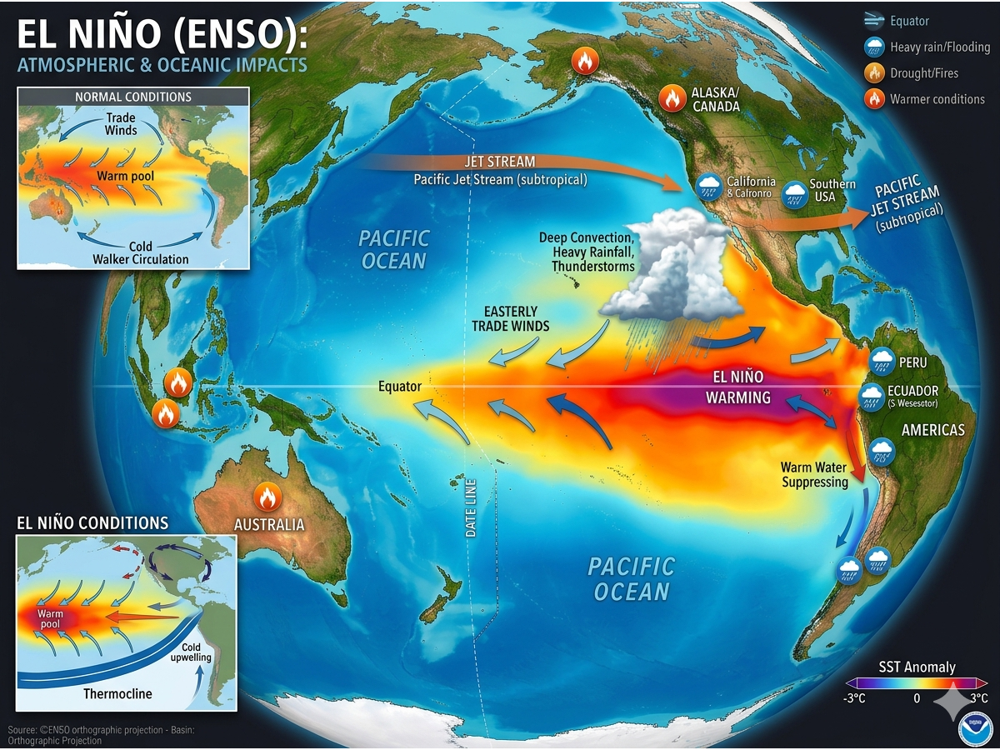 EL NIÑO (ENSO):
ATMOSPHERIC & OCEANIC IMPACTS
NORMAL CONDITIONS
Trade
Winds
Warm pool
Cold
Walker Circulation
Equator
Heavy rain/Flooding
Drought/Fires
Warmer conditions
ALASKA/
CANADA
JET STREAM
Pacific Jet Stream (subtropical)
California
& Cafronro
Southern
USA
PACIFIC
JET STREAM
(subtropical)
PACIFIC
OCEAN
Deep Convection,
Heavy Rainfall,
Thunderstorms
EASTERLY
TRADE WINDS
Equator
EL NIÑO
WARMING
PERU
ECUADOR
(S Wesesotor)
AMERICAS
Warm Water
Suppressing
AUSTRALIA
DATE LINE
PACIFIC
OCEAN
EL NIÑO CONDITIONS
Warm
pool
Cold
upwelling
Thermocline
SST Anomaly
-3°C 0 3°C
Source: ©EN5O orthographic projection - Basin:
Orthographic Projection